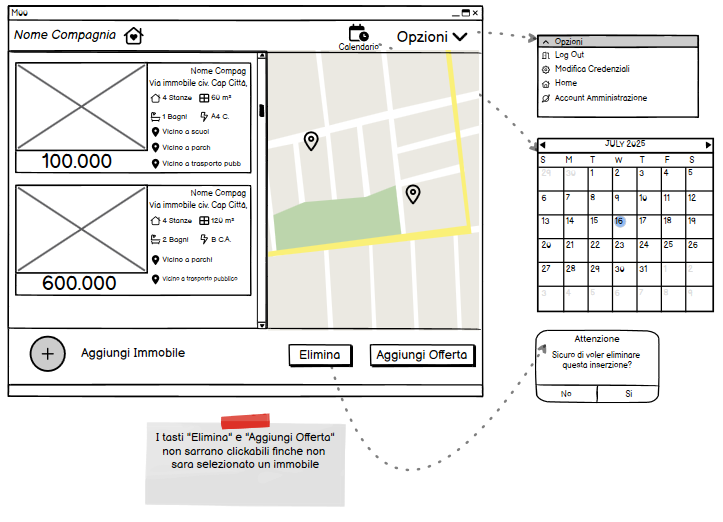 Muu
Nome Compagnia
Calendario
Opzioni
Nome Compag
Via immobile civ. Cap Città,
4 Stanze 60 m²
1 Bagni A4 C.
Vicino a scuol
Vicino a parch
Vicino a trasporto pubb
100.000
Nome Compag
Via immobile civ. Cap Città,
4 Stanze 120 m²
2 Bagni B C.A.
Vicino a parchi
Vicino a trasporto pubblico
600.000
Aggiungi Immobile
Elimina
Aggiungi Offerta
I tasti "Elimina" e "Aggiungi Offerta"
non sarrano clickabili finche non
sara selezionato un immobile
Opzioni
Log Out
Modifica Credenziali
Home
Account Amministrazione
JULY 2025
S M T W T F S
29 30 1 2 3 4 5
6 7 8 9 10 11 12
13 14 15 16 17 18 19
20 21 22 23 24 25 26
27 28 29 30 31 1 2
3 4 5 6 7 8 9
Attenzione
Sicuro di voler eliminare
questa inserzione?
No Si